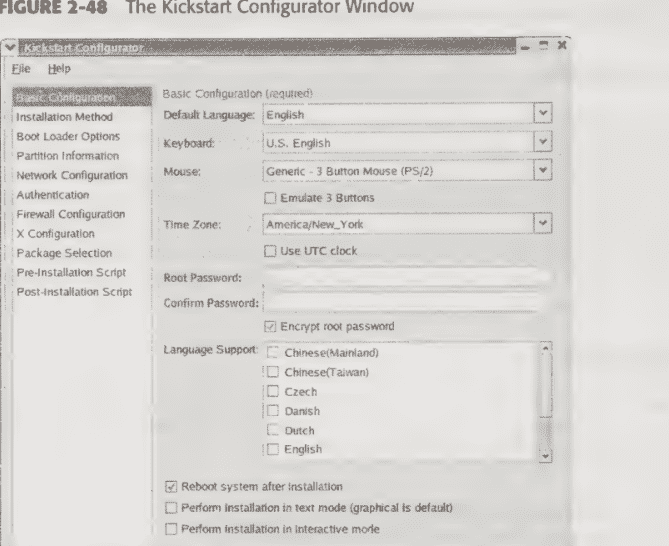 FIGURE 2-48 The Kickstart Configurator Window
Kickstart Configurator
File Help
Basic Configuration
Installation Method
Boot Loader Options
Partition Information
Network Configuration
Authentication
Firewall Configuration
X Configuration
Package Selection
Pre-Installation Script
Post-Installation Script
Basic Configuration (required)
Default Language: English
Keyboard: U.S. English
Mouse: Generic - 3 Button Mouse (PS/2)
Emulate 3 Buttons
Time Zone: America/New_York
Use UTC clock
Root Password:
Confirm Password:
Encrypt root password
Language Support: Chinese(Mainland)
Chinese(Taiwan)
Czech
Danish
Dutch
English
Reboot system after installation
Perform installation in text mode (graphical is default)
Perform installation in interactive mode